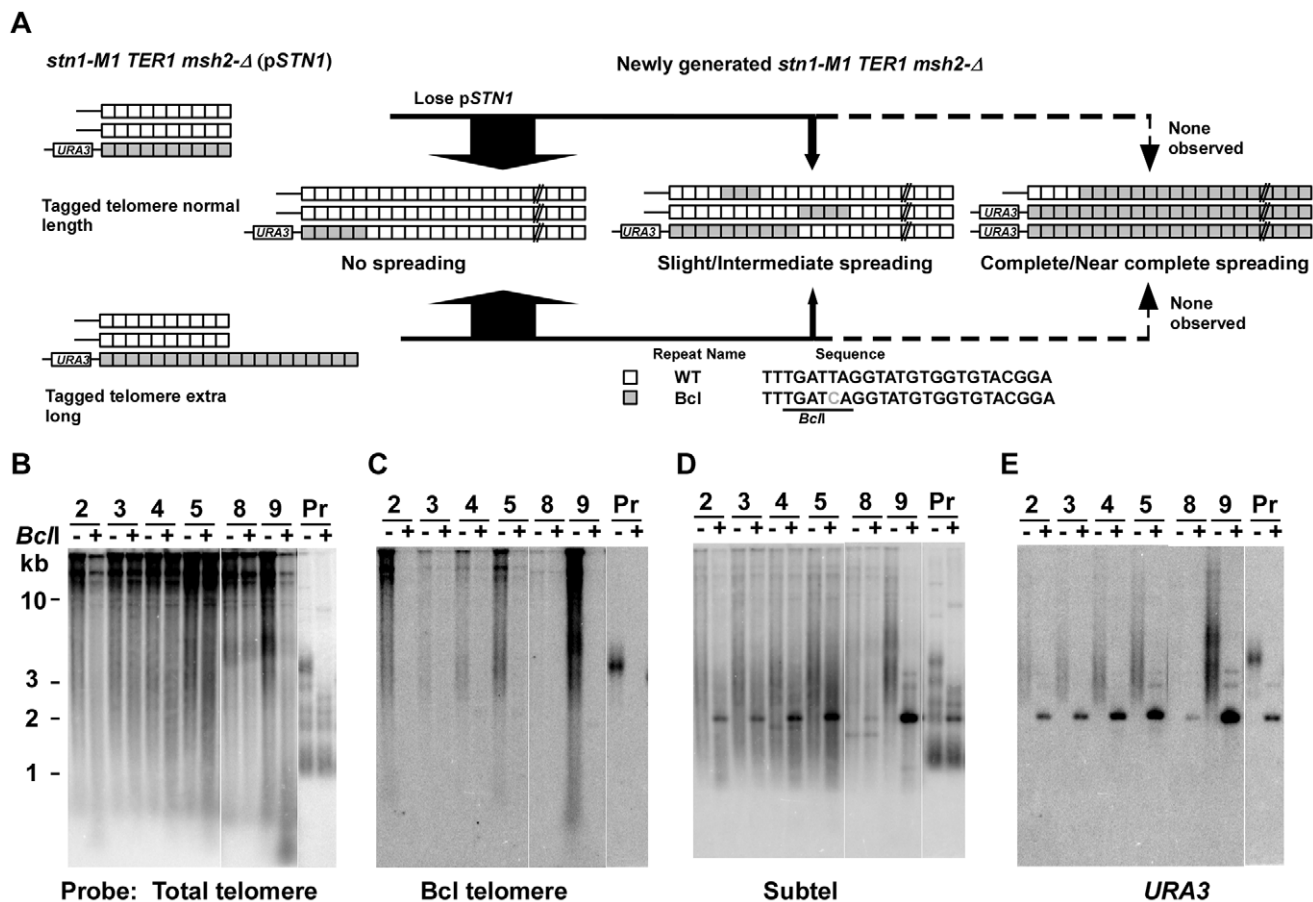 A
stn1-M1 TER1 msh2-Δ (pSTN1)
Newly generated stn1-M1 TER1 msh2-Δ
Lose pSTN1
None observed
URA3
Tagged telomere normal length
URA3
URA3
URA3
URA3
No spreading
Slight/Intermediate spreading
Complete/Near complete spreading
None observed
URA3
Tagged telomere extra long
Repeat Name Sequence
WT TTTGATTAGGTATGTGGTGTACGGA
Bcl TTTGATCAGGTATGTGGTGTACGGA
BclI
B
C
D
E
2 3 4 5 8 9 Pr
2 3 4 5 8 9 Pr
2 3 4 5 8 9 Pr
2 3 4 5 8 9 Pr
BclI - + - + - + - + - + - + - +
- + - + - + - + - + - + - +
- + - + - + - + - + - + - +
- + - + - + - + - + - + - +
kb
10 -
3 -
2 -
1 -
Probe: Total telomere
Bcl telomere
Subtel
URA3